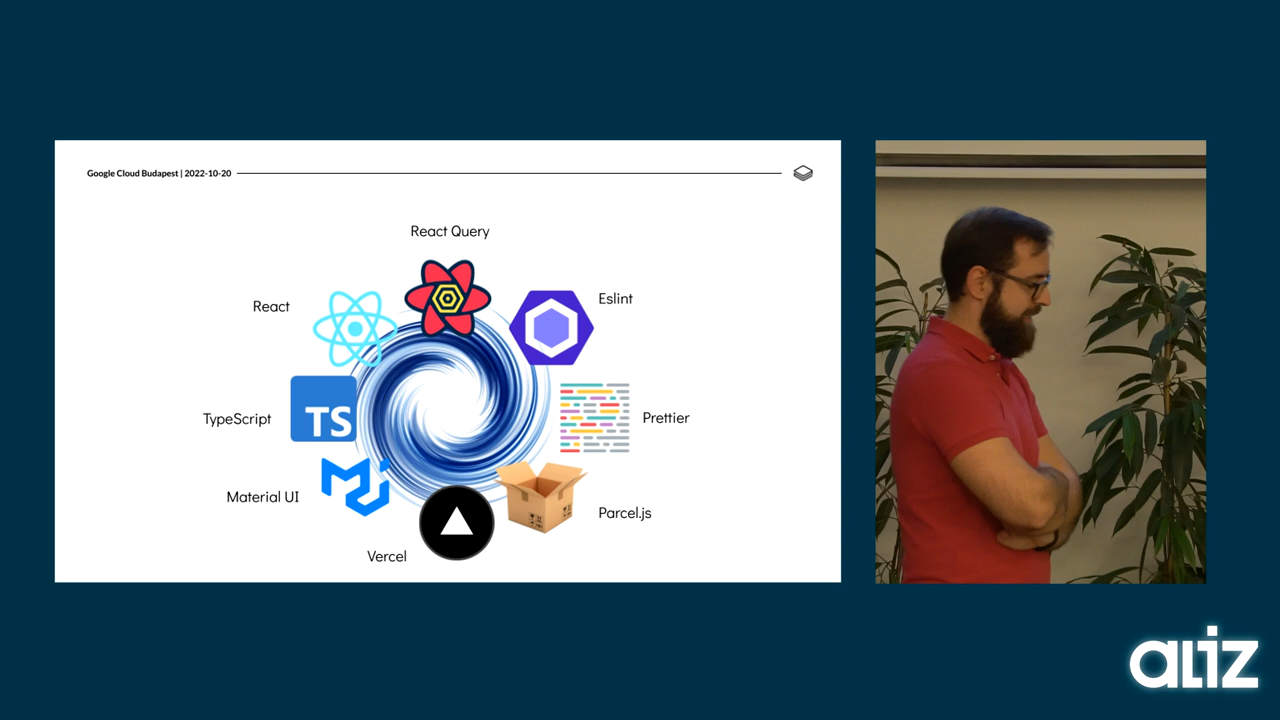 Google Cloud Budapest | 2022-10-20
React Query
React
Eslint
TypeScript
TS
Prettier
Material UI
Parcel.js
Vercel
aliz